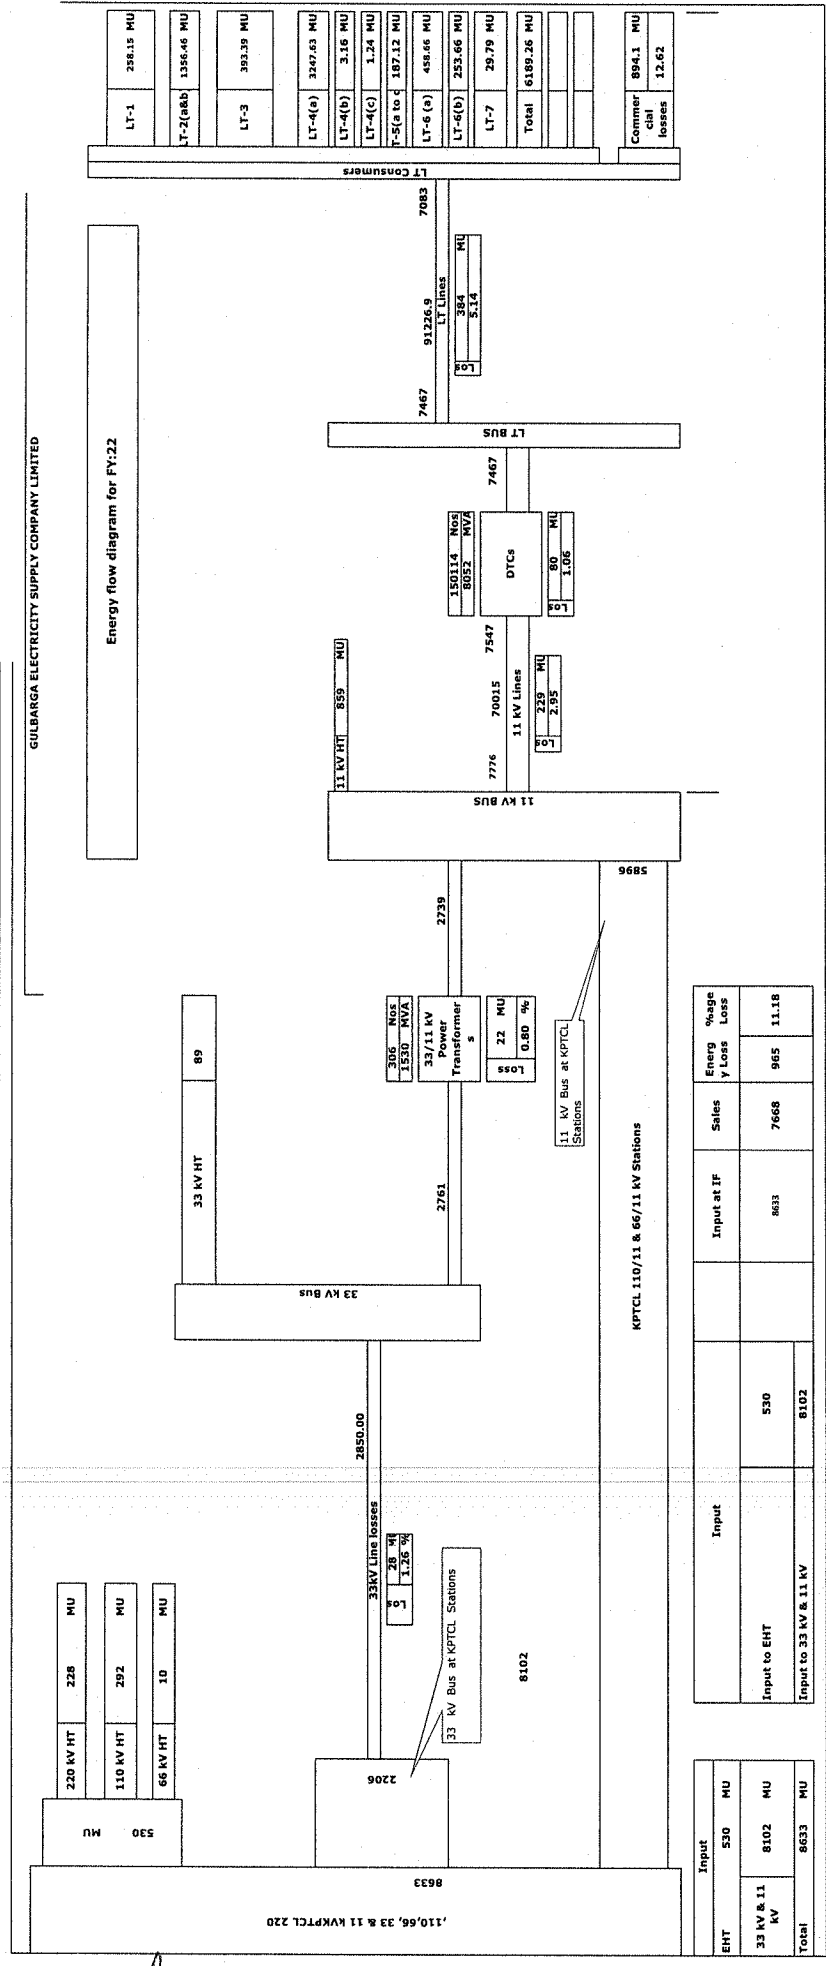 GULBARGA ELECTRICITY SUPPLY COMPANY LIMITED
Energy flow diagram for FY:22
,110,66, 33 & 11 kVKPTCL 220
8633
530 MU
220 kV HT 228 MU
110 kV HT 292 MU
66 kV HT 10 MU
2206
33 kV Bus at KPTCL Stations
8102
33kV Line losses
2850.00
Los 28
1.26 %
33 kV Bus
33 kV HT 89
2761
306 Nos
1530 MVA
33/11 kV
Power
Transformer
s
Loss 22 MU
0.80 %
2739
11 kV Bus at KPTCL
Stations
KPTCL 110/11 & 66/11 kV Stations
5896
11 kV BUS
11 kV HT 859 MU
7776 70015 7547
11 kV Lines
Los 229 MU
2.95
150114 Nos
8052 MVA
DTCs
Los 80 MU
1.06
7467
LT BUS
7467 91226.9 7083
LT Lines
Los 384 MU
5.14
LT Consumers
LT-1 258.15 MU
LT-2(a&b 1356.46 MU
LT-3 393.39 MU
LT-4(a) 3247.63 MU
LT-4(b) 3.16 MU
LT-4(c) 1.24 MU
T-5(a to c 187.12 MU
LT-6 (a) 458.66 MU
LT-6(b) 253.66 MU
LT-7 29.79 MU
Total 6189.26 MU
Commer
cial
losses
894.1 MU
12.62
Input
EHT 530 MU
33 kV & 11
kV
8102 MU
Total 8633 MU
Input Input at IF Sales Energ
y Loss %age
Loss
Input to EHT 530 8633 7668 965 11.18
Input to 33 kV & 11 kV 8102